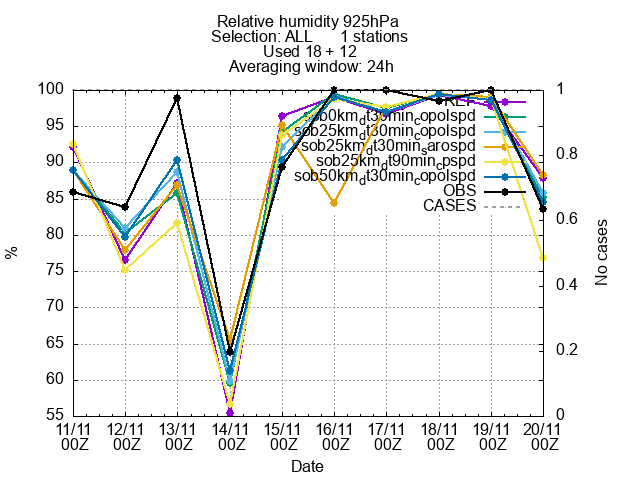 Relative humidity 925hPa
Selection: ALL 1 stations
Used 18 + 12
Averaging window: 24h
REF
sob0km_dt30min_copolspd
sob25km_dt30min_copolspd
sob25km_dt30min_sarospd
sob25km_dt90min_cpspd
sob50km_dt30min_copolspd
OBS
CASES
100
95
90
85
80
75
70
65
60
55
%
1
0.8
0.6
0.4
0.2
0
No cases
11/11 12/11 13/11 14/11 15/11 16/11 17/11 18/11 19/11 20/11
00Z 00Z 00Z 00Z 00Z 00Z 00Z 00Z 00Z 00Z
Date